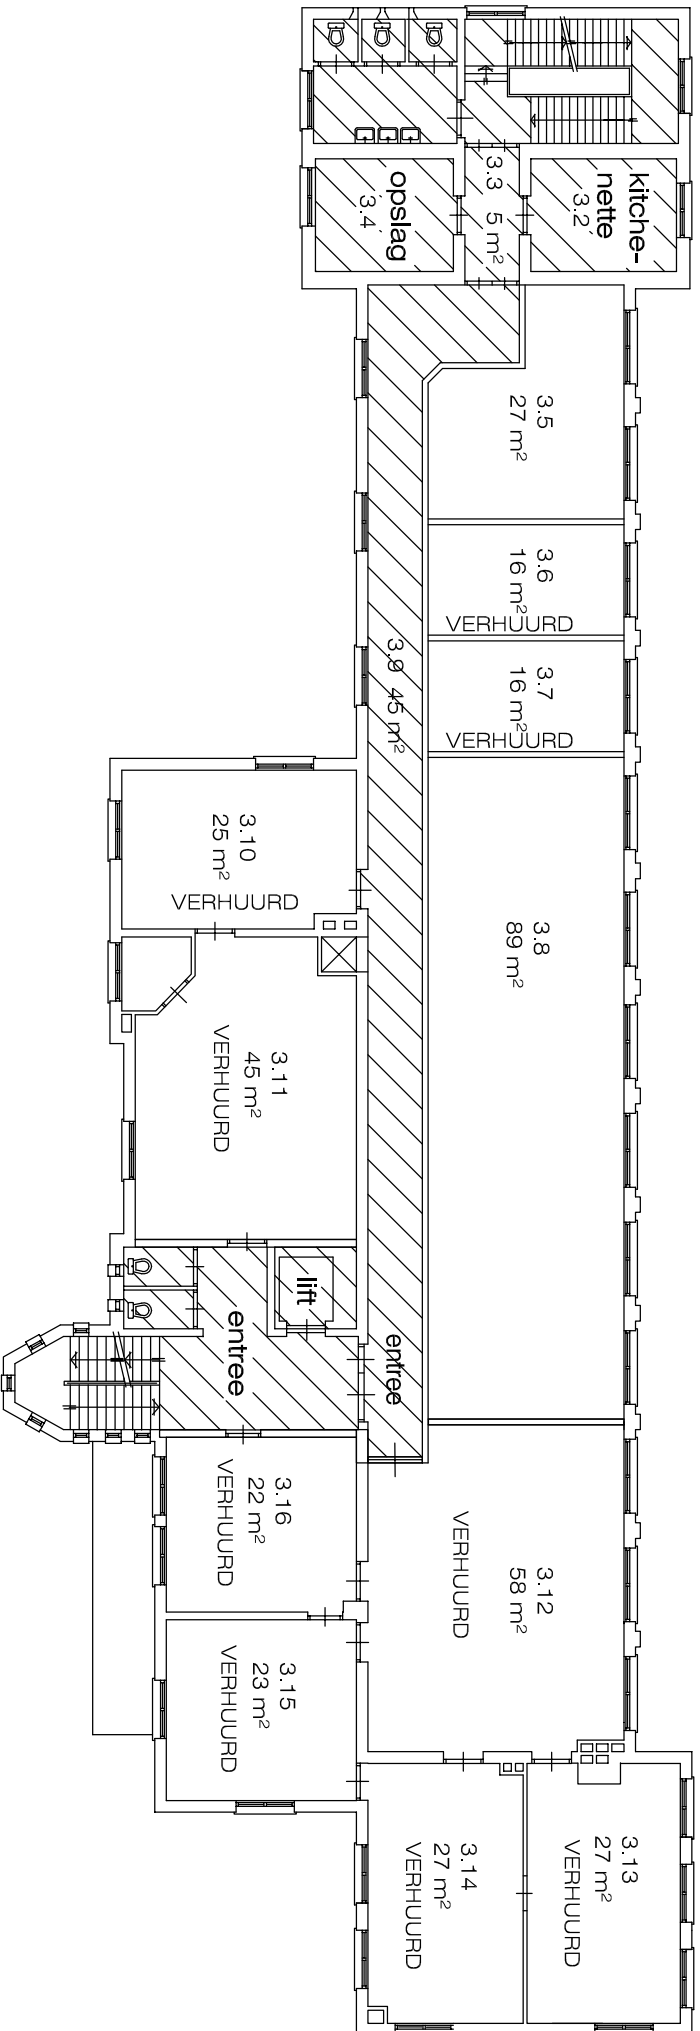 kitche-
nette
3.2
3.3 5 m²
opslag
3.4
3.5
27 m²
3.6
16 m²
VERHUURD
3.7
16 m²
VERHUURD
3.9 45 m²
3.10
25 m²
VERHUURD
3.8
89 m²
3.11
45 m²
VERHUURD
lift
entree
entree
3.16
22 m²
VERHUURD
3.12
58 m²
VERHUURD
3.15
23 m²
VERHUURD
3.14
27 m²
VERHUURD
3.13
27 m²
VERHUURD